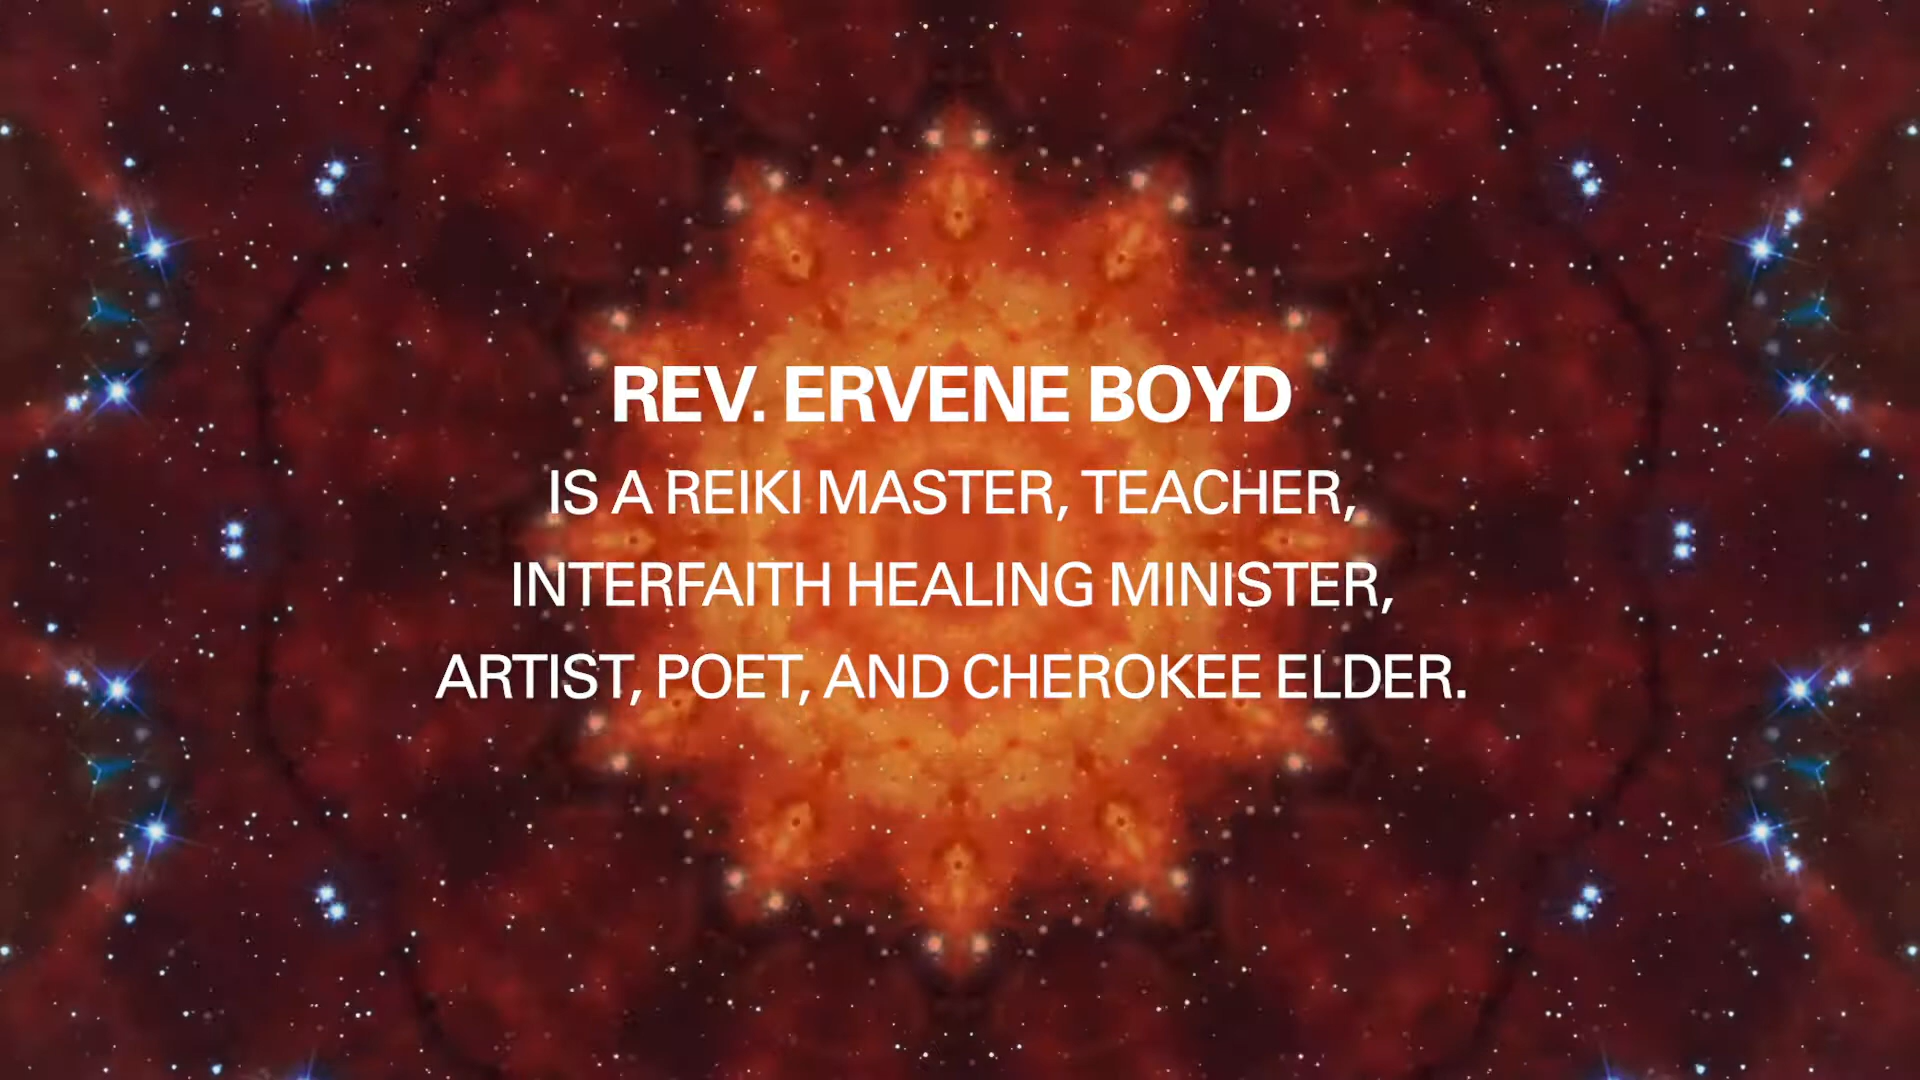 REV. ERVENE BOYD
IS A REIKI MASTER, TEACHER,
INTERFAITH HEALING MINISTER,
ARTIST, POET, AND CHEROKEE ELDER.